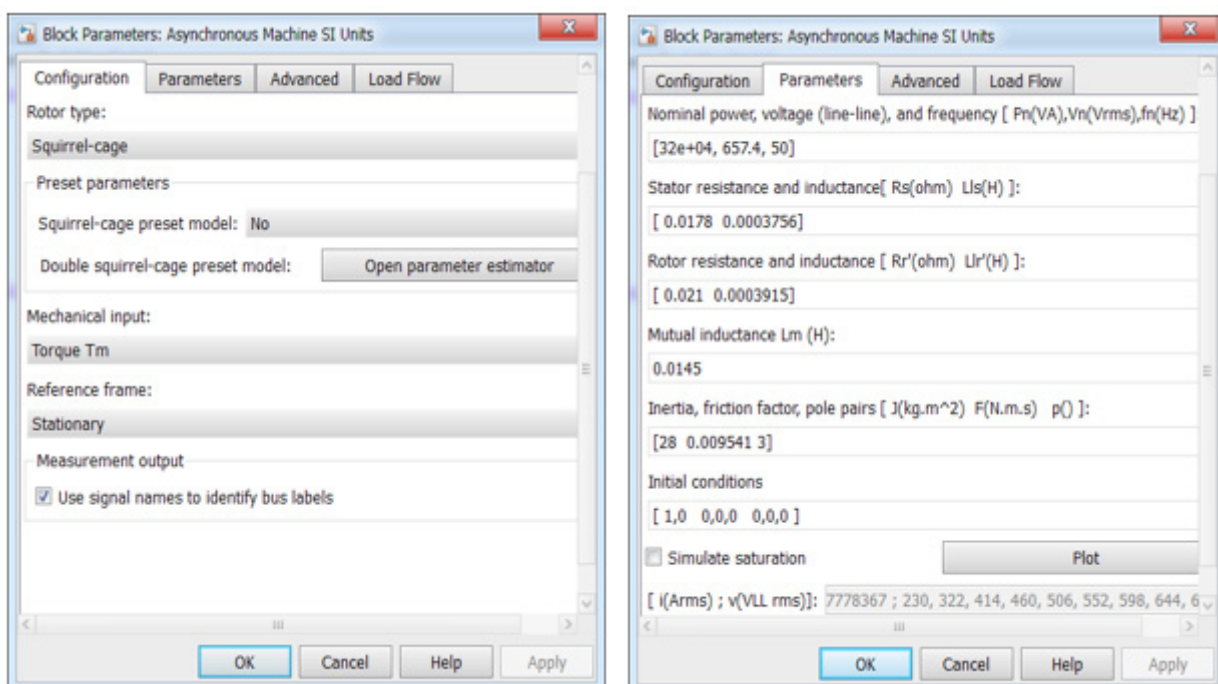 Block Parameters: Asynchronous Machine SI Units
Configuration Parameters Advanced Load Flow
Rotor type:
Squirrel-cage
Preset parameters
Squirrel-cage preset model: No
Double squirrel-cage preset model: Open parameter estimator
Mechanical input:
Torque Tm
Reference frame:
Stationary
Measurement output
Use signal names to identify bus labels
OK Cancel Help Apply
Block Parameters: Asynchronous Machine SI Units
Configuration Parameters Advanced Load Flow
Nominal power, voltage (line-line), and frequency [ Pn(VA),Vn(Vrms),fn(Hz) ]
[32e+04, 657.4, 50]
Stator resistance and inductance[ Rs(ohm) Lls(H) ]:
[ 0.0178 0.0003756]
Rotor resistance and inductance [ Rr'(ohm) Llr'(H) ]:
[ 0.021 0.0003915]
Mutual inductance Lm (H):
0.0145
Inertia, friction factor, pole pairs [ J(kg.m^2) F(N.m.s) p() ]:
[28 0.009541 3]
Initial conditions
[ 1,0 0,0,0 0,0,0 ]
Simulate saturation Plot
[ i(Arms) ; v(VLL rms)]: 7778367 ; 230, 322, 414, 460, 506, 552, 598, 644, 6
OK Cancel Help Apply